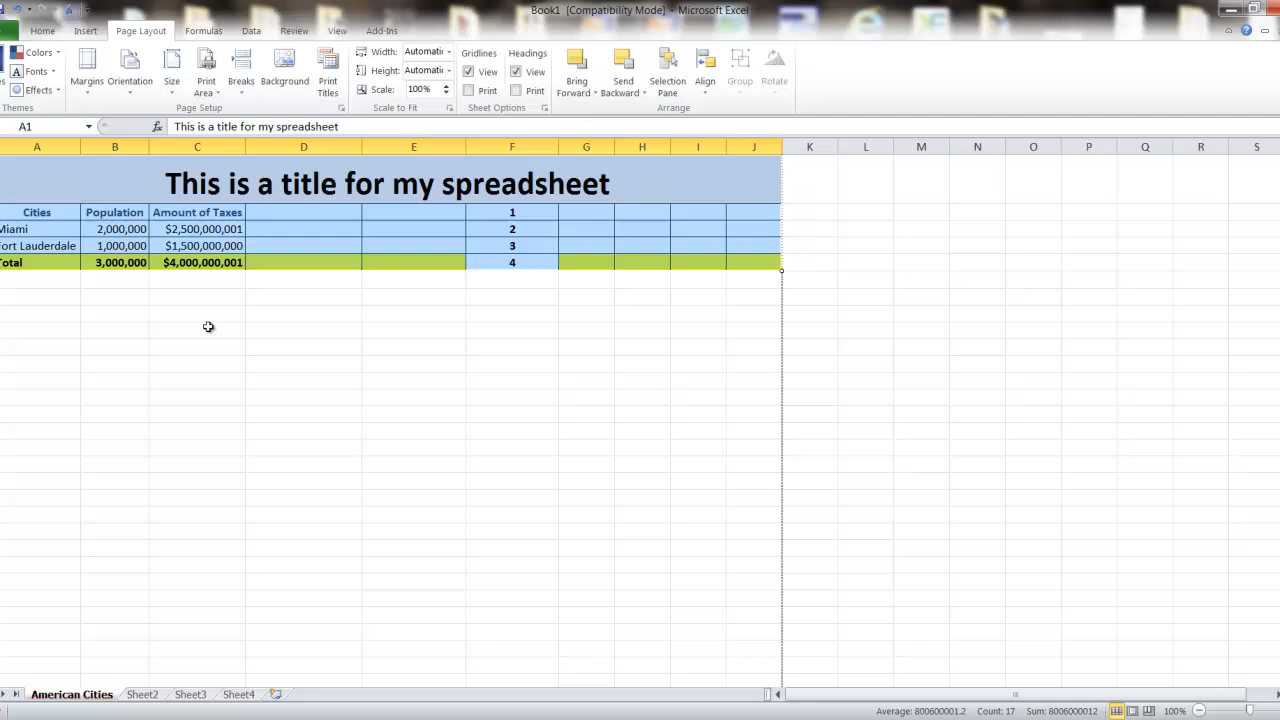 Book1 [Compatibility Mode] - Microsoft Excel
Home Insert Page Layout Formulas Data Review View Add-Ins
Colors Width: Automatic Gridlines Headings
Fonts Height: Automatic View View
Effects Scale: 100% Print Print
Margins Orientation Size Print Area Breaks Background Print Titles Bring Forward Send Backward Selection Pane Align Group Rotate
Themes Page Setup Scale to Fit Sheet Options Arrange
A1 fx This is a title for my spreadsheet
A B C D E F G H I J K L M N O P Q R S
This is a title for my spreadsheet
Cities Population Amount of Taxes 1
Miami 2,000,000 $2,500,000,001 2
Fort Lauderdale 1,000,000 $1,500,000,000 3
Total 3,000,000 $4,000,000,001 4
American Cities Sheet2 Sheet3 Sheet4
Average: 800600001.2 Count: 17 Sum: 8006000012 100%